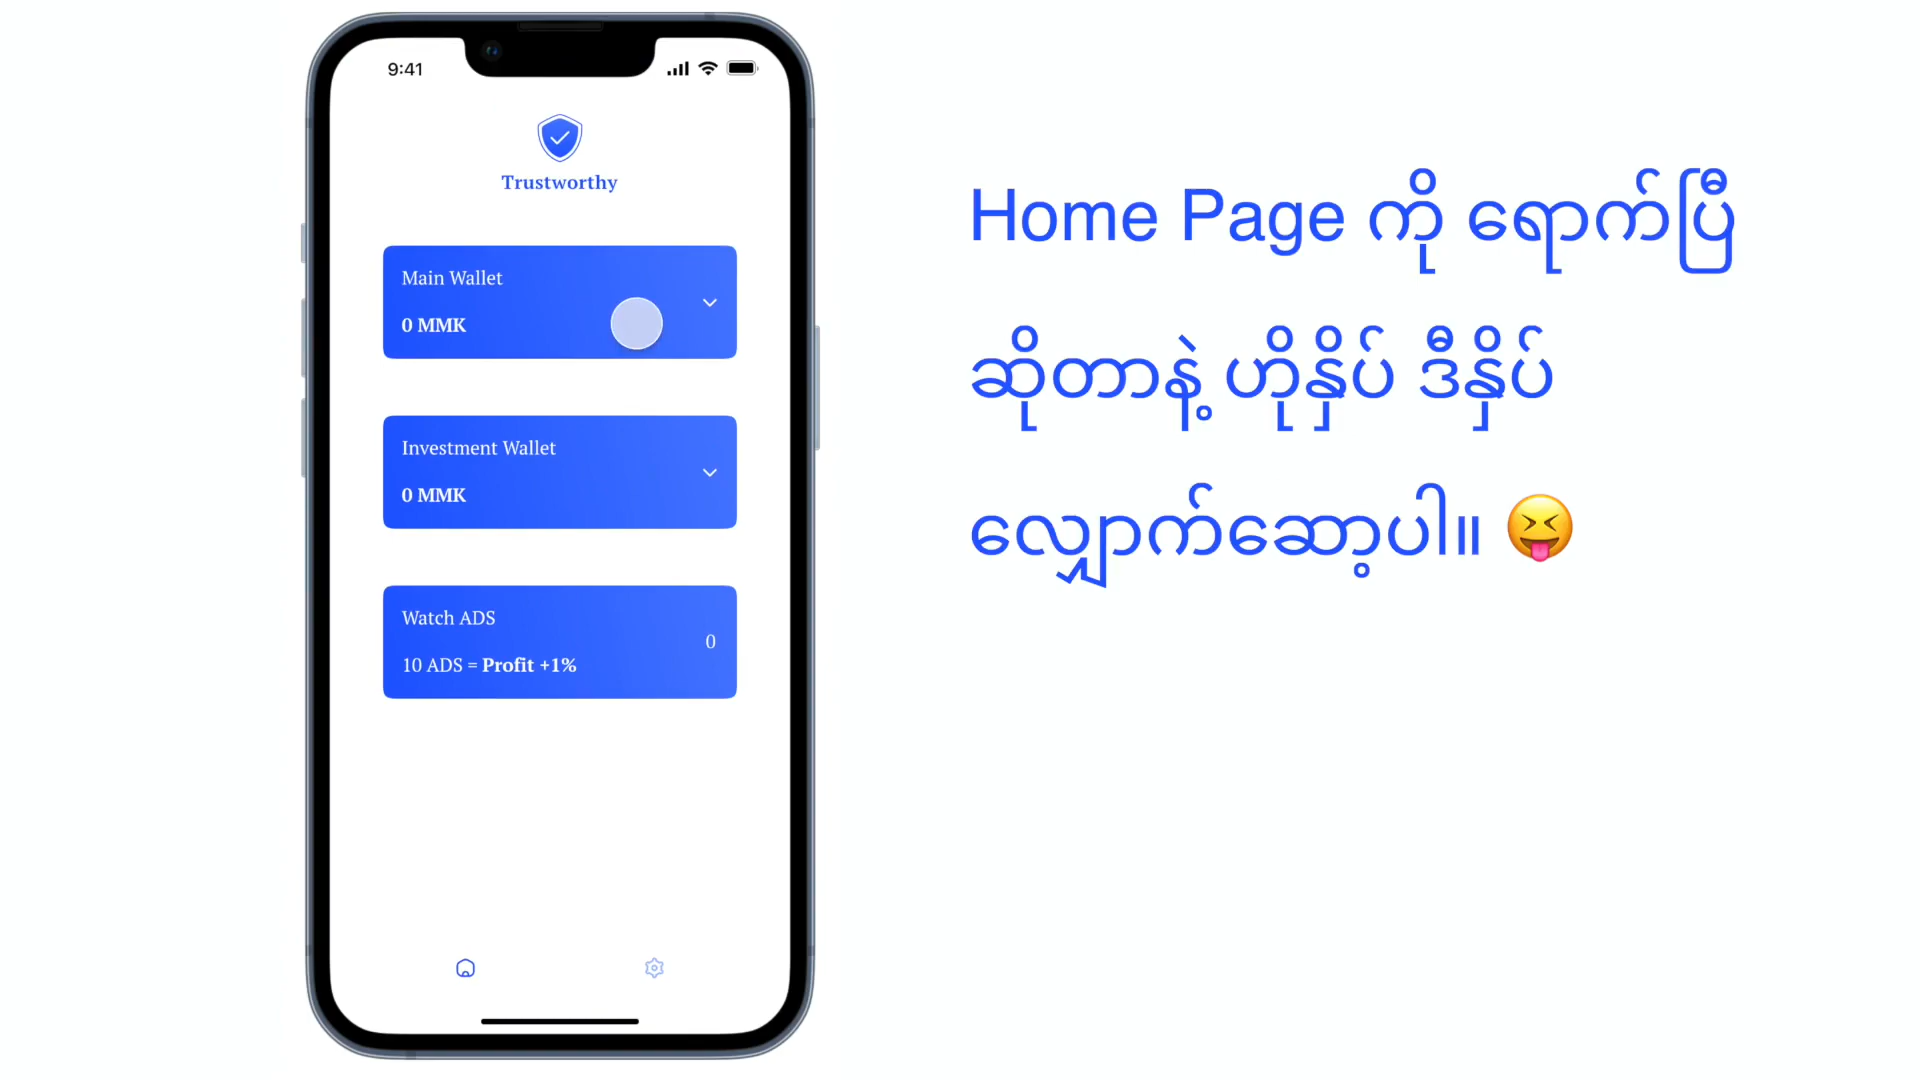 9:41
Trustworthy
Main Wallet
0 MMK
Investment Wallet
0 MMK
Watch ADS
0
10 ADS = Profit +1%
Home Page ကို ရောက်ပြီ
ဆိုတာနဲ့ ဟိုနှိပ် ဒီနှိပ်
လျှောက်ဆော့ပါ။ 😝